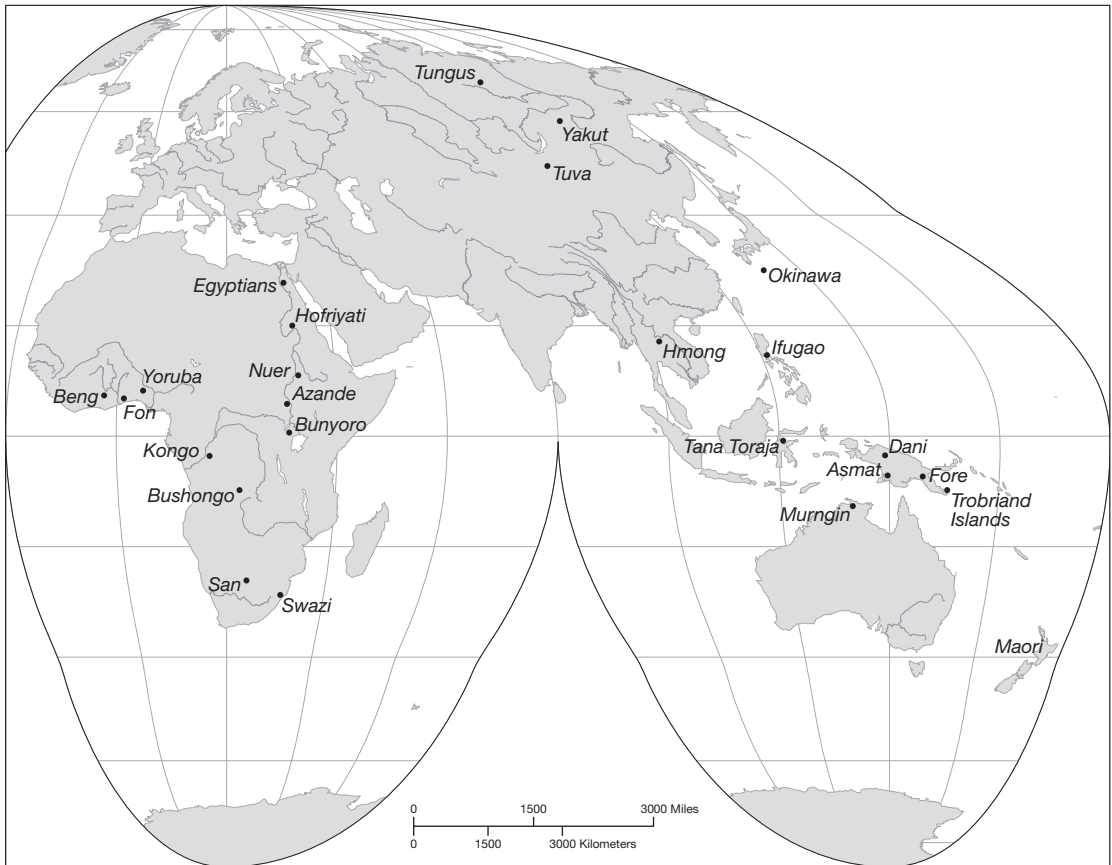 Tungus
Yakut
Tuva
Egyptians
Okinawa
Hofriyati
Hmong
Ifugao
Nuer
Yoruba
Azande
Beng
Fon
Bunyoro
Kongo
Tana Toraja
Dani
Asmat
Fore
Bushongo
Trobriand
Islands
Murngin
San
Swazi
Maori
0 1500 3000 Miles
0 1500 3000 Kilometers